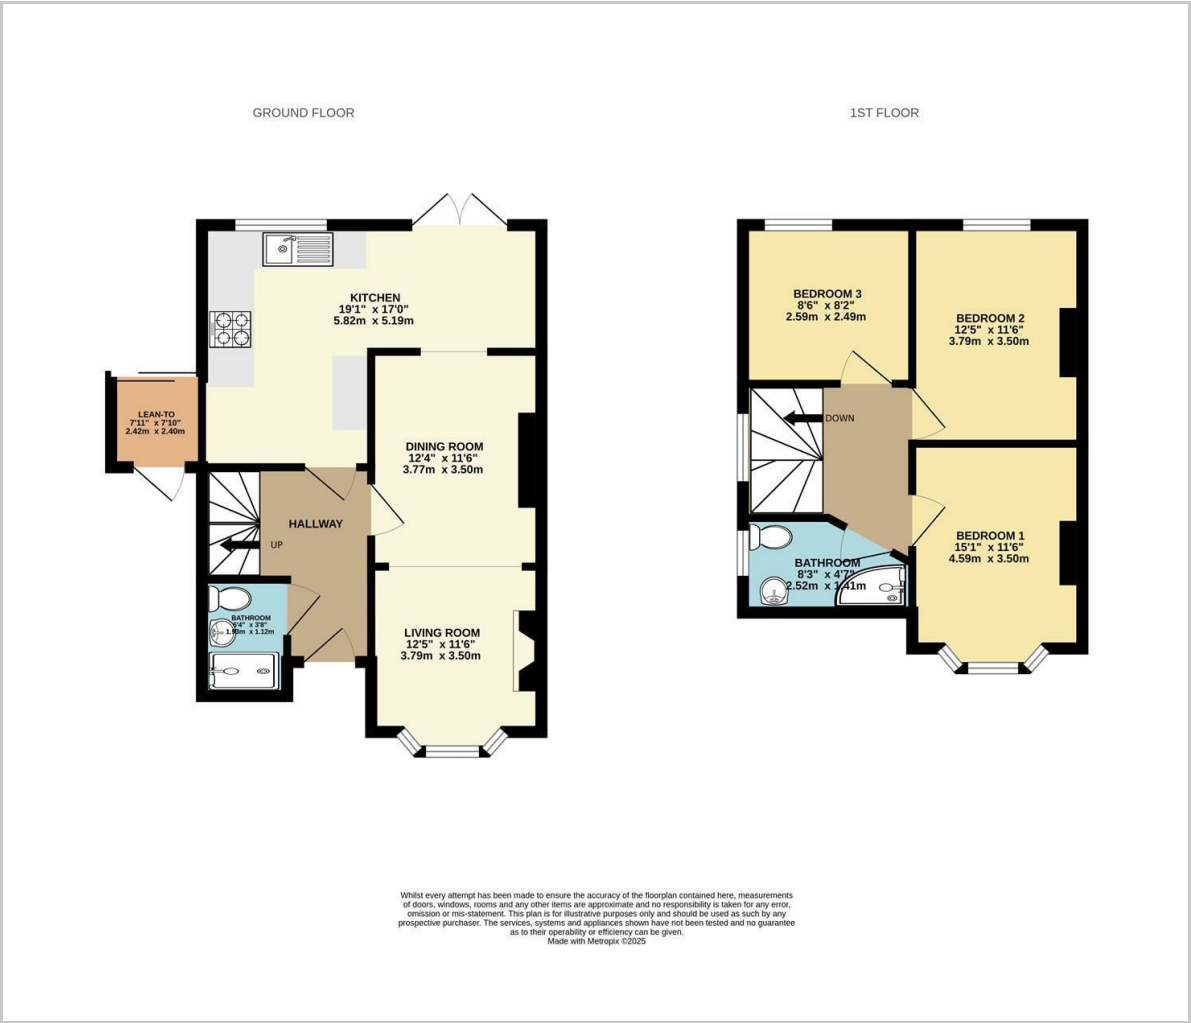 GROUND FLOOR
KITCHEN
19'1" x 17'0"
5.82m x 5.19m
LEAN-TO
7'11" x 7'10"
2.42m x 2.40m
DINING ROOM
12'4" x 11'6"
3.77m x 3.50m
HALLWAY
UP
BATHROOM
x 3'8"
x 1.12m
LIVING ROOM
12'5" x 11'6"
3.79m x 3.50m
1ST FLOOR
BEDROOM 3
8'6" x 8'2"
2.59m x 2.49m
BEDROOM 2
12'5" x 11'6"
3.79m x 3.50m
DOWN
BEDROOM 1
15'1" x 11'6"
4.59m x 3.50m
BATHROOM
8'3" x 4'7"
2.52m x 1.41m
Whilst every attempt has been made to ensure the accuracy of the floorplan contained here, measurements
of doors, windows, rooms and any other items are approximate and no responsibility is taken for any error,
omission or mis-statement. This plan is for illustrative purposes only and should be used as such by any
prospective purchaser. The services, systems and appliances shown have not been tested and no guarantee
as to their operability or efficiency can be given.
Made with Metropix ©2025